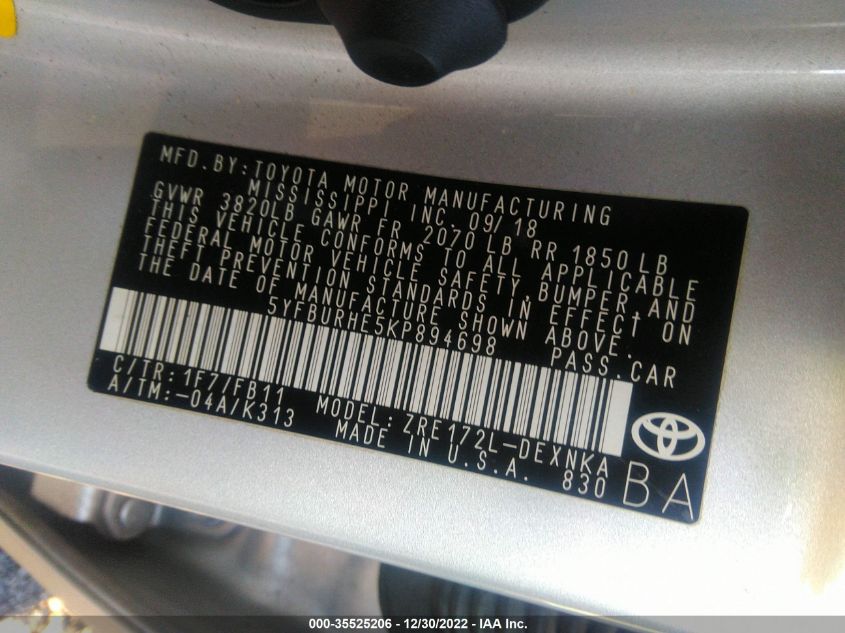 MFD.BY:TOYOTA MOTOR MANUFACTURING
MISSISSIPPI INC. 09/18
GVWR 3820LB GAWR FR 2070 LB RR 1850 LB
THIS VEHICLE CONFORMS TO ALL APPLICABLE
FEDERAL MOTOR VEHICLE SAFETY,BUMPER,AND
THEFT PREVENTION STANDARDS IN EFFECT ON
THE DATE OF MANUFACTURE SHOWN ABOVE.
5YFBURHE5KP894698 PASS.CAR
C/TR:1F7/FB11 MODEL:ZRE172L-DEXNKA
A/TM:-04A/K313 MADE IN U.S.A. 830
BA
000-35525206 - 12/30/2022 - IAA Inc.